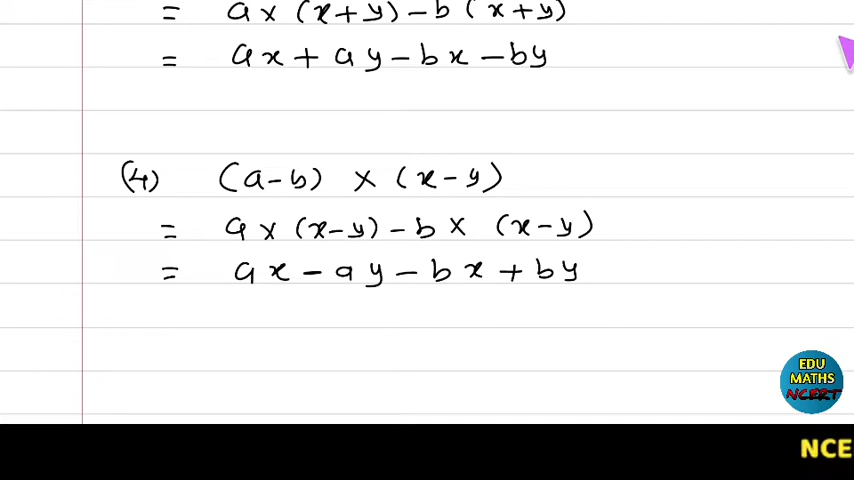 = a × (x+y) - b (x+y)
= ax + ay - bx - by
(4) (a-b) × (x-y)
= a × (x-y) - b × (x-y)
= ax - ay - bx + by
EDU
MATHS
NCERT
NCE